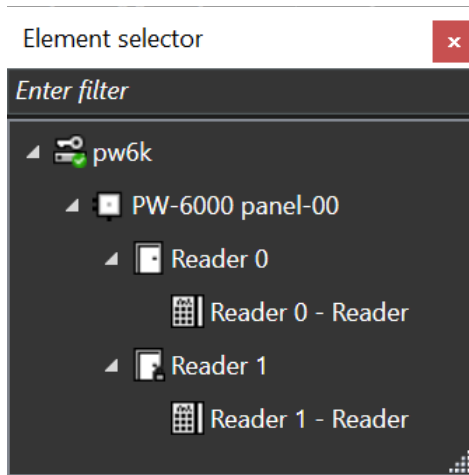 Element selector
x
Enter filter
pw6k
PW-6000 panel-00
Reader 0
Reader 0 - Reader
Reader 1
Reader 1 - Reader